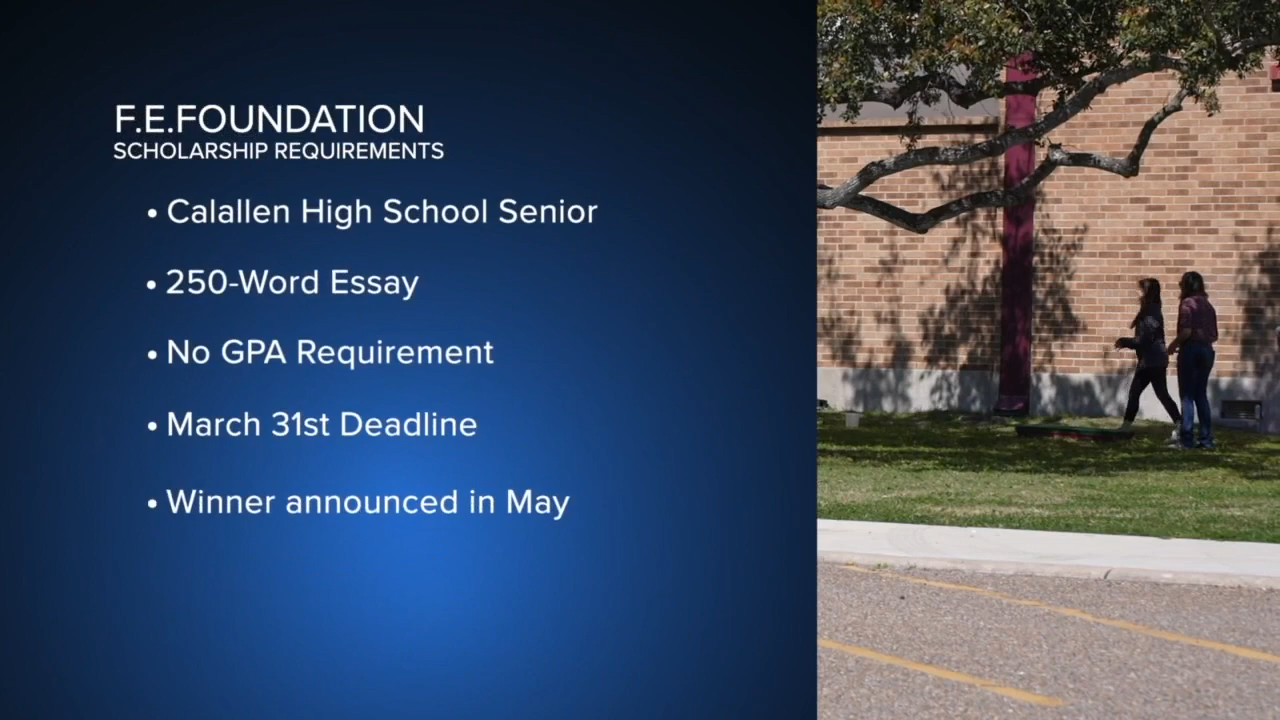 F.E.FOUNDATION
SCHOLARSHIP REQUIREMENTS
• Calallen High School Senior
• 250-Word Essay
• No GPA Requirement
• March 31st Deadline
• Winner announced in May